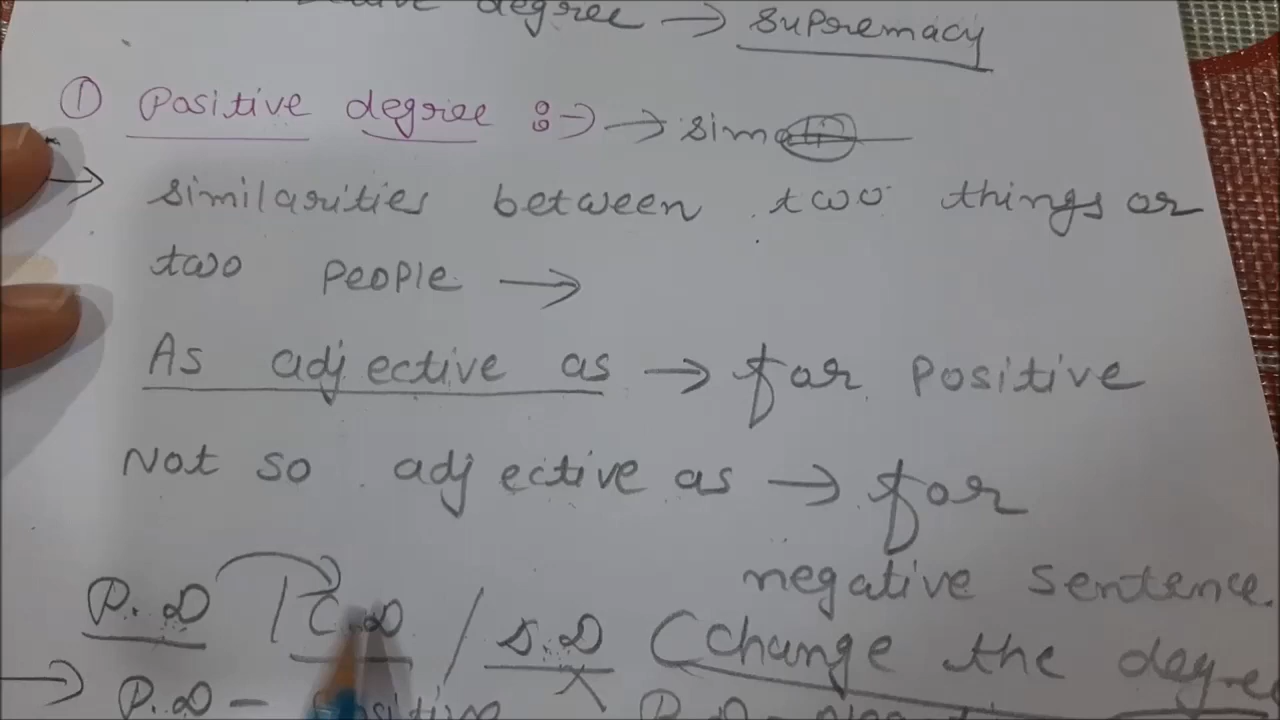 degree → supremacy
① Positive degree :-) →
→ similarities between two things or
two people →
As adjective as → for positive
Not so adjective as → for
negative sentence.
P.D / C.D / S.D (change the degree
→ P.D -